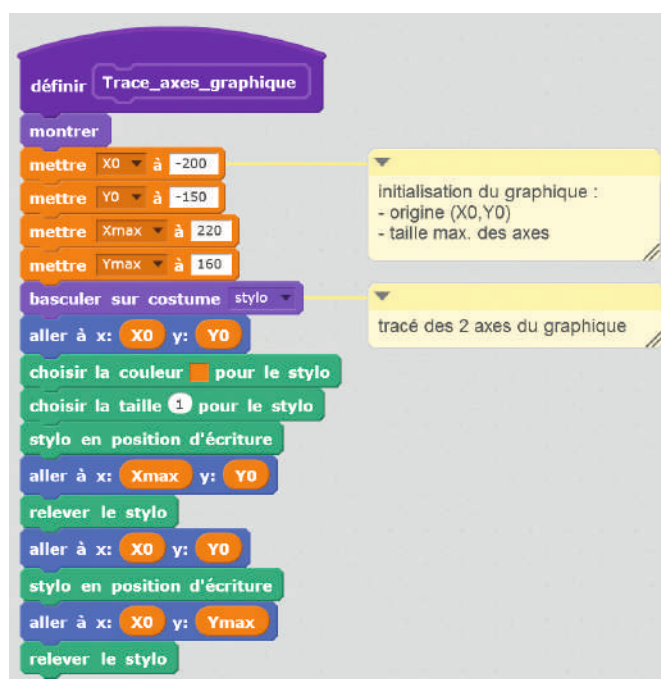 définir Trace_axes_graphique
montrer
mettre X0 à -200
mettre Y0 à -150
mettre Xmax à 220
mettre Ymax à 160
initialisation du graphique :
- origine (X0,Y0)
- taille max. des axes
basculer sur costume stylo
tracé des 2 axes du graphique
aller à x: X0 y: Y0
choisir la couleur pour le stylo
choisir la taille 1 pour le stylo
stylo en position d'écriture
aller à x: Xmax y: Y0
relever le stylo
aller à x: X0 y: Y0
stylo en position d'écriture
aller à x: X0 y: Ymax
relever le stylo